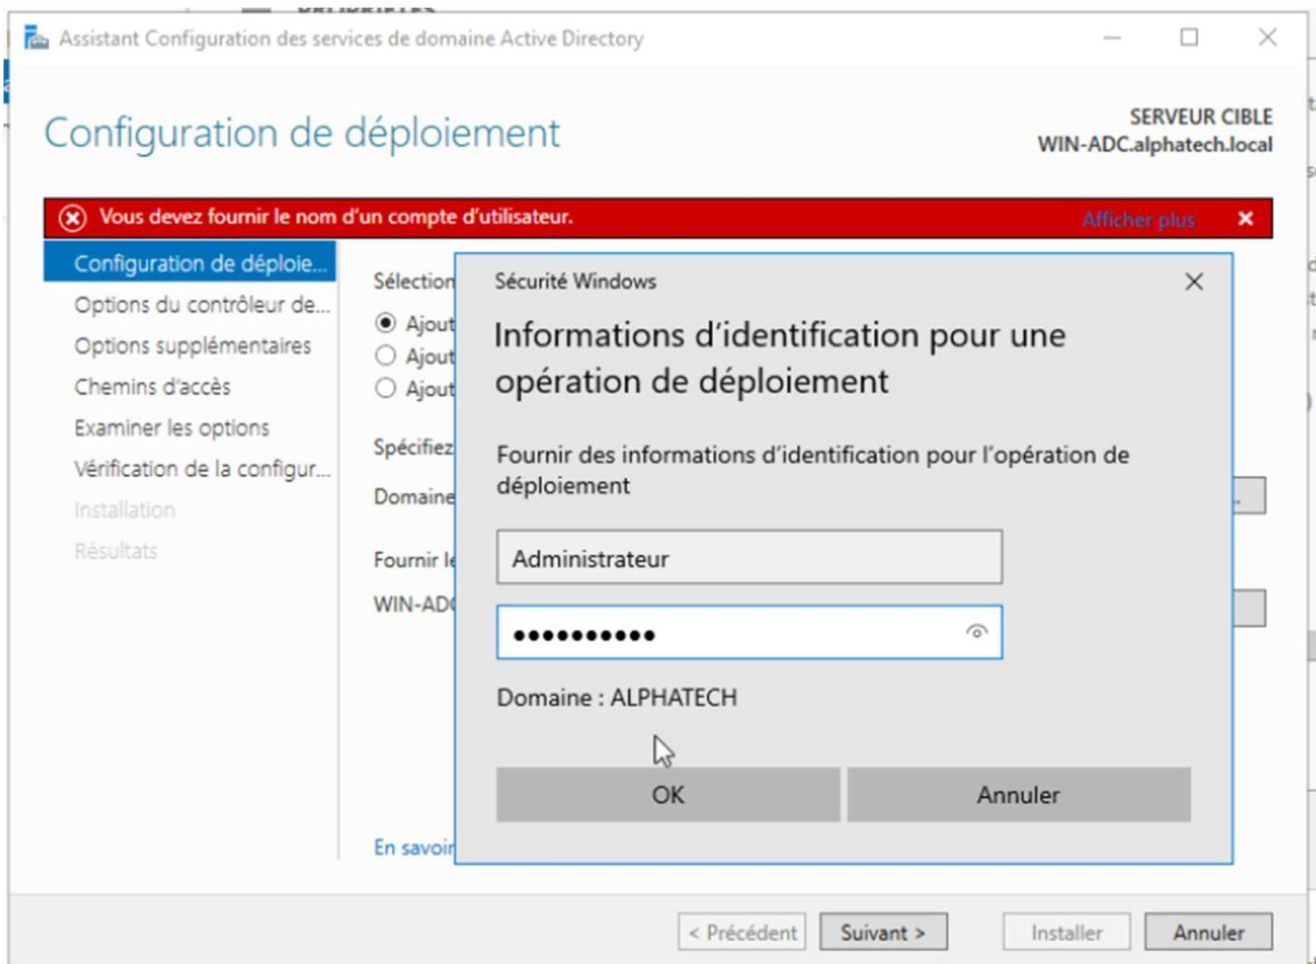 PROPRIÉTÉS
Assistant Configuration des services de domaine Active Directory
Configuration de déploiement
SERVEUR CIBLE
WIN-ADC.alphatech.local
Vous devez fournir le nom d'un compte d'utilisateur.
Afficher plus
Configuration de déploie...
Options du contrôleur de...
Options supplémentaires
Chemins d'accès
Examiner les options
Vérification de la configur...
Installation
Résultats
Sélection
Ajout
Ajout
Ajout
Spécifiez
Domaine
Fournir le
WIN-ADC
En savoir
Sécurité Windows
Informations d'identification pour une
opération de déploiement
Fournir des informations d'identification pour l'opération de
déploiement
Administrateur
••••••••••
Domaine : ALPHATECH
OK
Annuler
< Précédent
Suivant >
Installer
Annuler